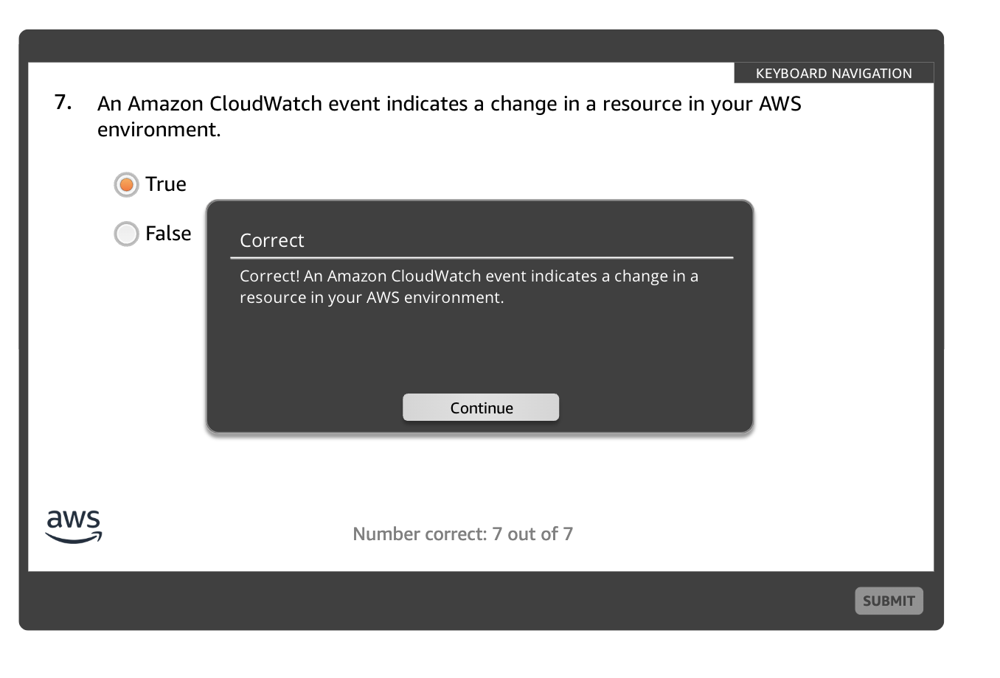 KEYBOARD NAVIGATION
7. An Amazon CloudWatch event indicates a change in a resource in your AWS
environment.
True
False
Correct
Correct! An Amazon CloudWatch event indicates a change in a
resource in your AWS environment.
Continue
aws
Number correct: 7 out of 7
SUBMIT